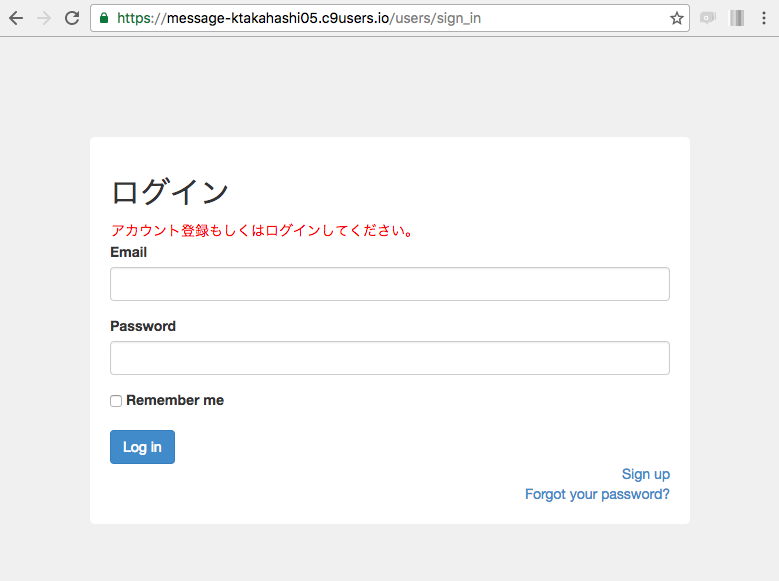 https://message-ktakahashi05.c9users.io/users/sign_in
ログイン
アカウント登録もしくはログインしてください。
Email
Password
Remember me
Log in
Sign up
Forgot your password?